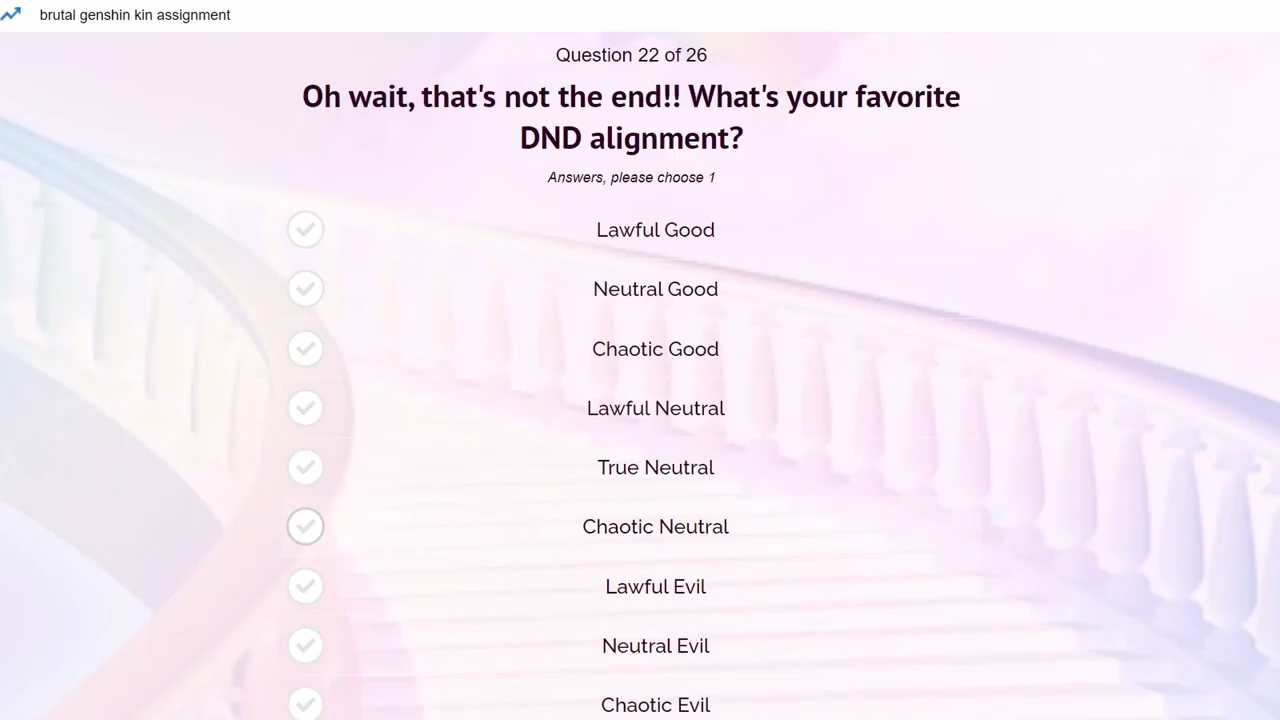 brutal genshin kin assignment
Question 22 of 26
Oh wait, that's not the end!! What's your favorite
DND alignment?
Answers, please choose 1
Lawful Good
Neutral Good
Chaotic Good
Lawful Neutral
True Neutral
Chaotic Neutral
Lawful Evil
Neutral Evil
Chaotic Evil